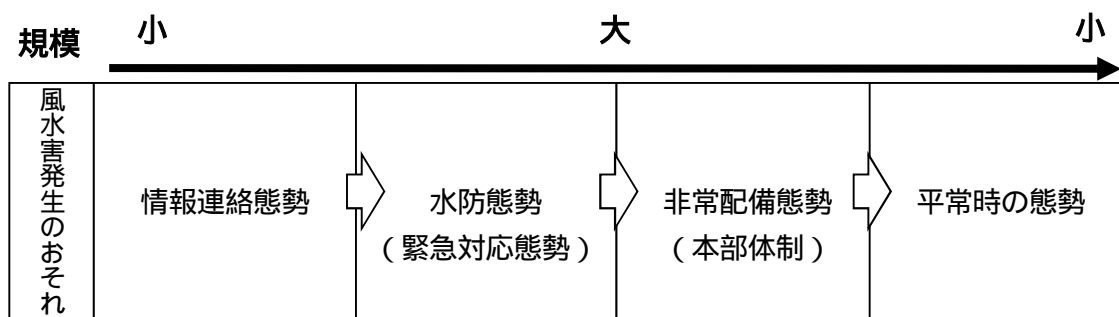 規模
小
大
小
風水害発生のおそれ
情報連絡態勢
水防態勢
（緊急対応態勢）
非常配備態勢
（本部体制）
平常時の態勢